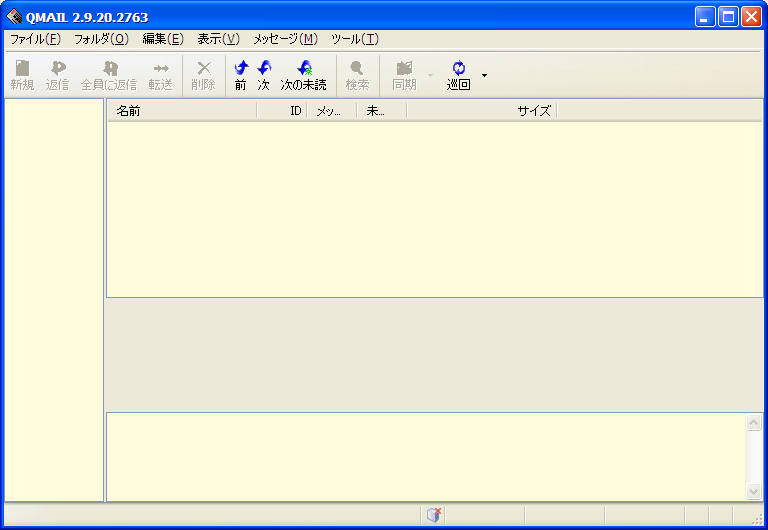 QMAIL 2.9.20.2763
ファイル(F) フォルダ(O) 編集(E) 表示(V) メッセージ(M) ツール(T)
新規 返信 全員に返信 転送 削除 前 次 次の未読 検索 同期 巡回
名前 ID メッ... 未... サイズ